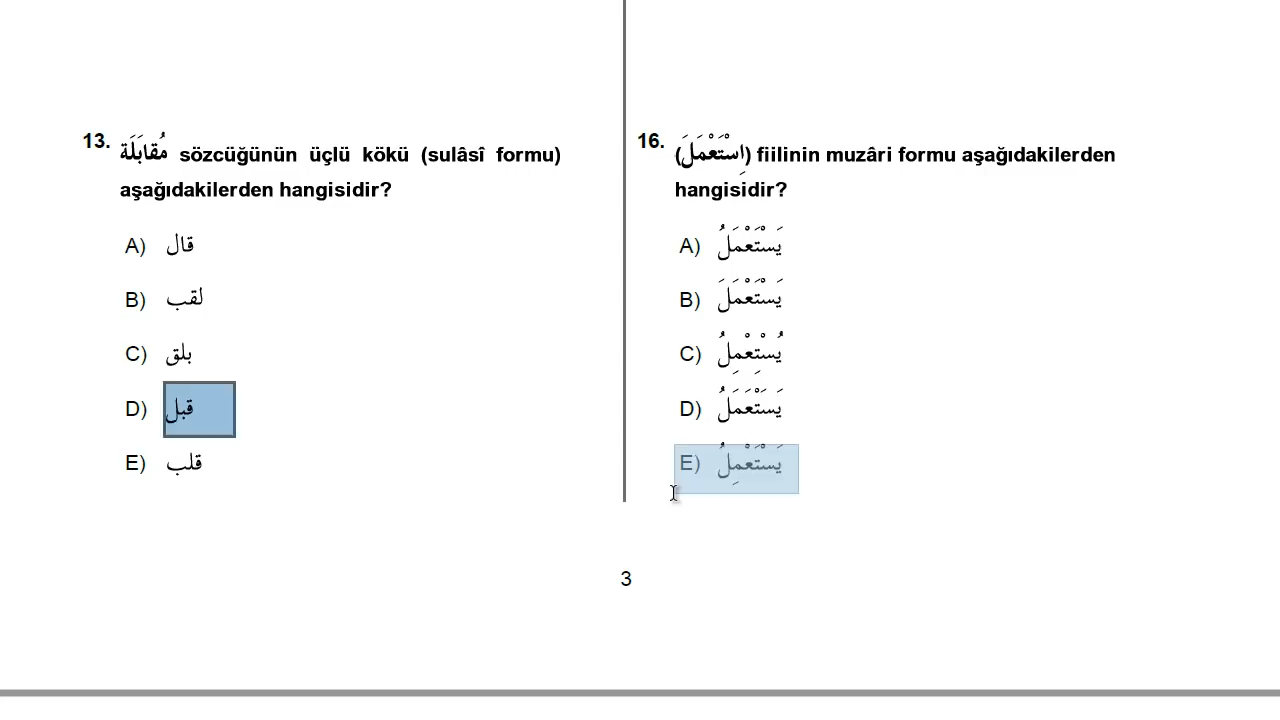 13. مُقابَلَة sözcüğünün üçlü kökü (sulâsî formu)
aşağıdakilerden hangisidir?
A) قال
B) لقب
C) بلق
D) قبل
E) قلب
16. (اِسْتَعْمَلَ) fiilinin muzâri formu aşağıdakilerden
hangisidir?
A) يَسْتَعْمَلُ
B) يَسْتَعْمَلَ
C) يُسْتِعْمِلُ
D) يَسَتْعَمَلُ
E) يَسْتَعْمِلُ
3